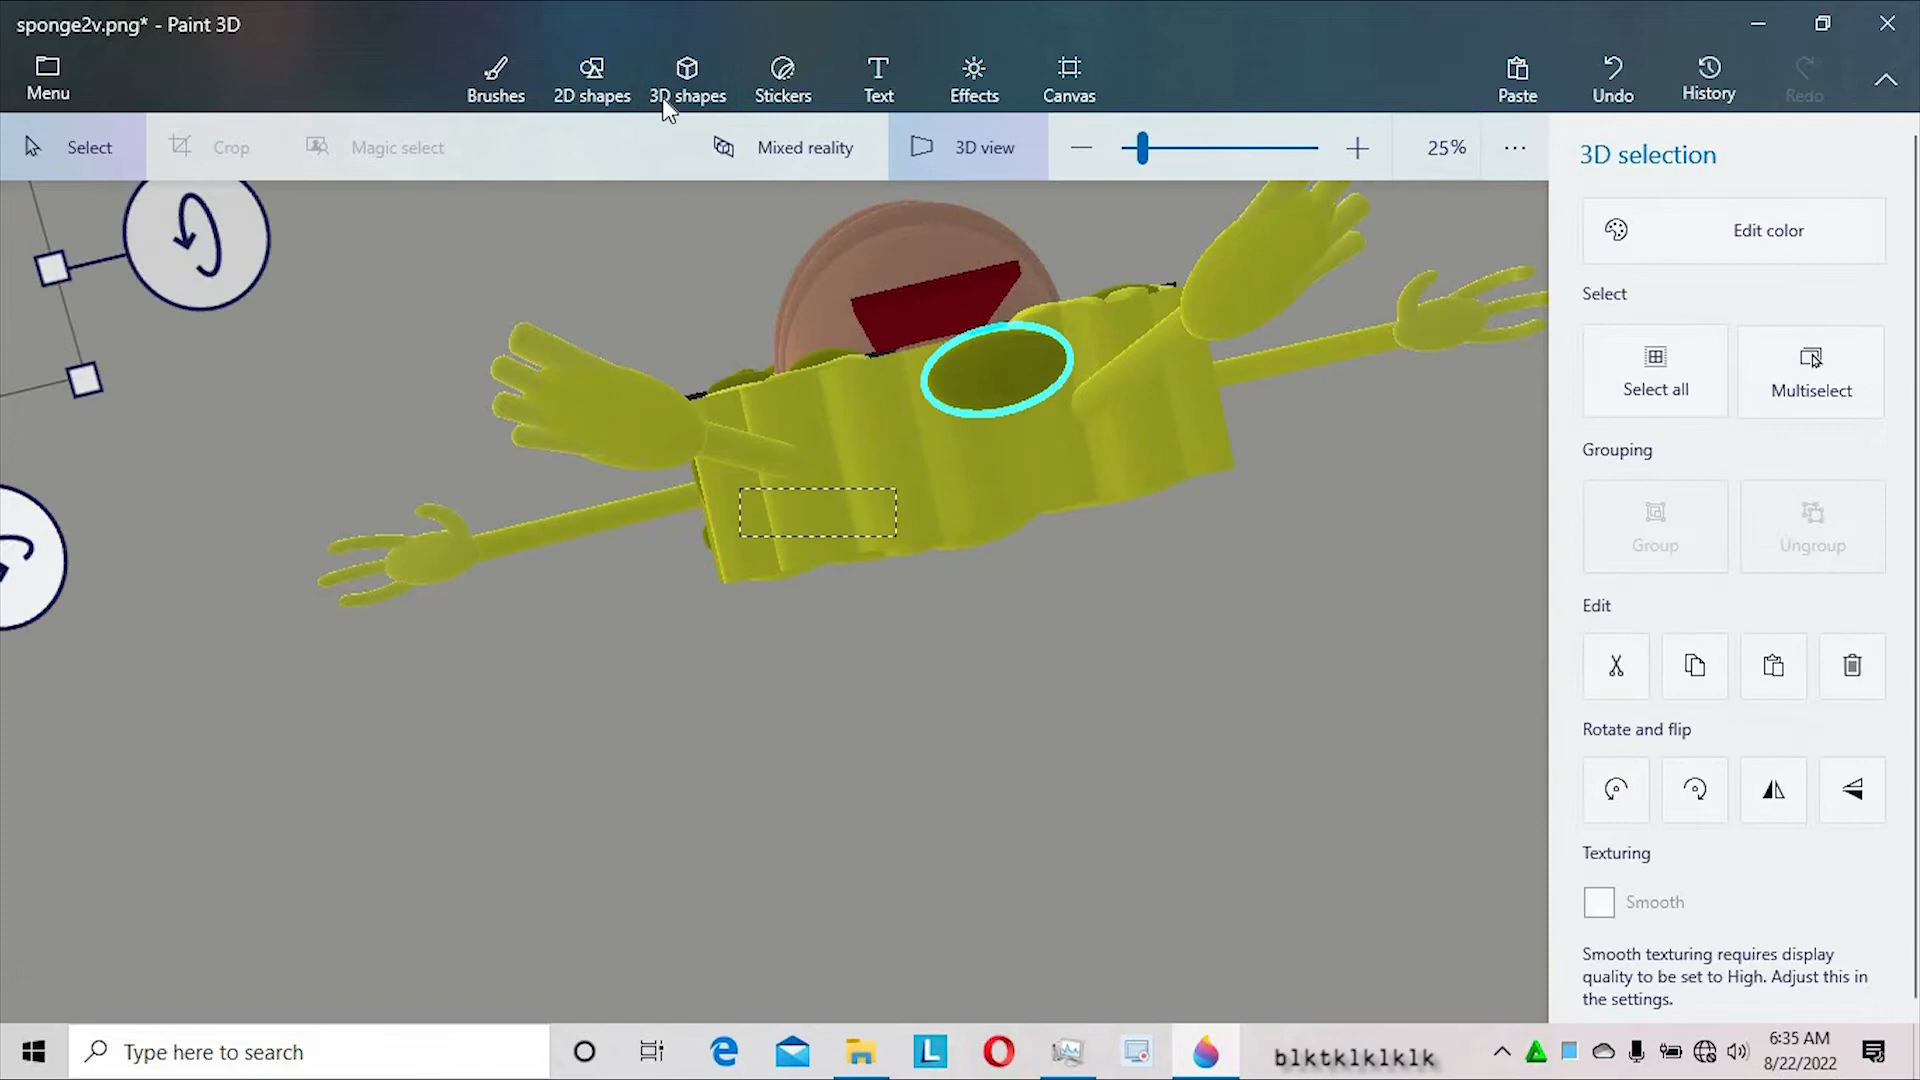 sponge2v.png* - Paint 3D
Menu
Brushes
2D shapes
3D shapes
Stickers
Text
Effects
Canvas
Paste
Undo
History
Redo
Select
Crop
Magic select
Mixed reality
3D view
25%
3D selection
Edit color
Select
Select all
Multiselect
Grouping
Group
Ungroup
Edit
Rotate and flip
Texturing
Smooth
Smooth texturing requires display
quality to be set to High. Adjust this in
the settings.
Type here to search
L
blktklklklk
6:35 AM
8/22/2022